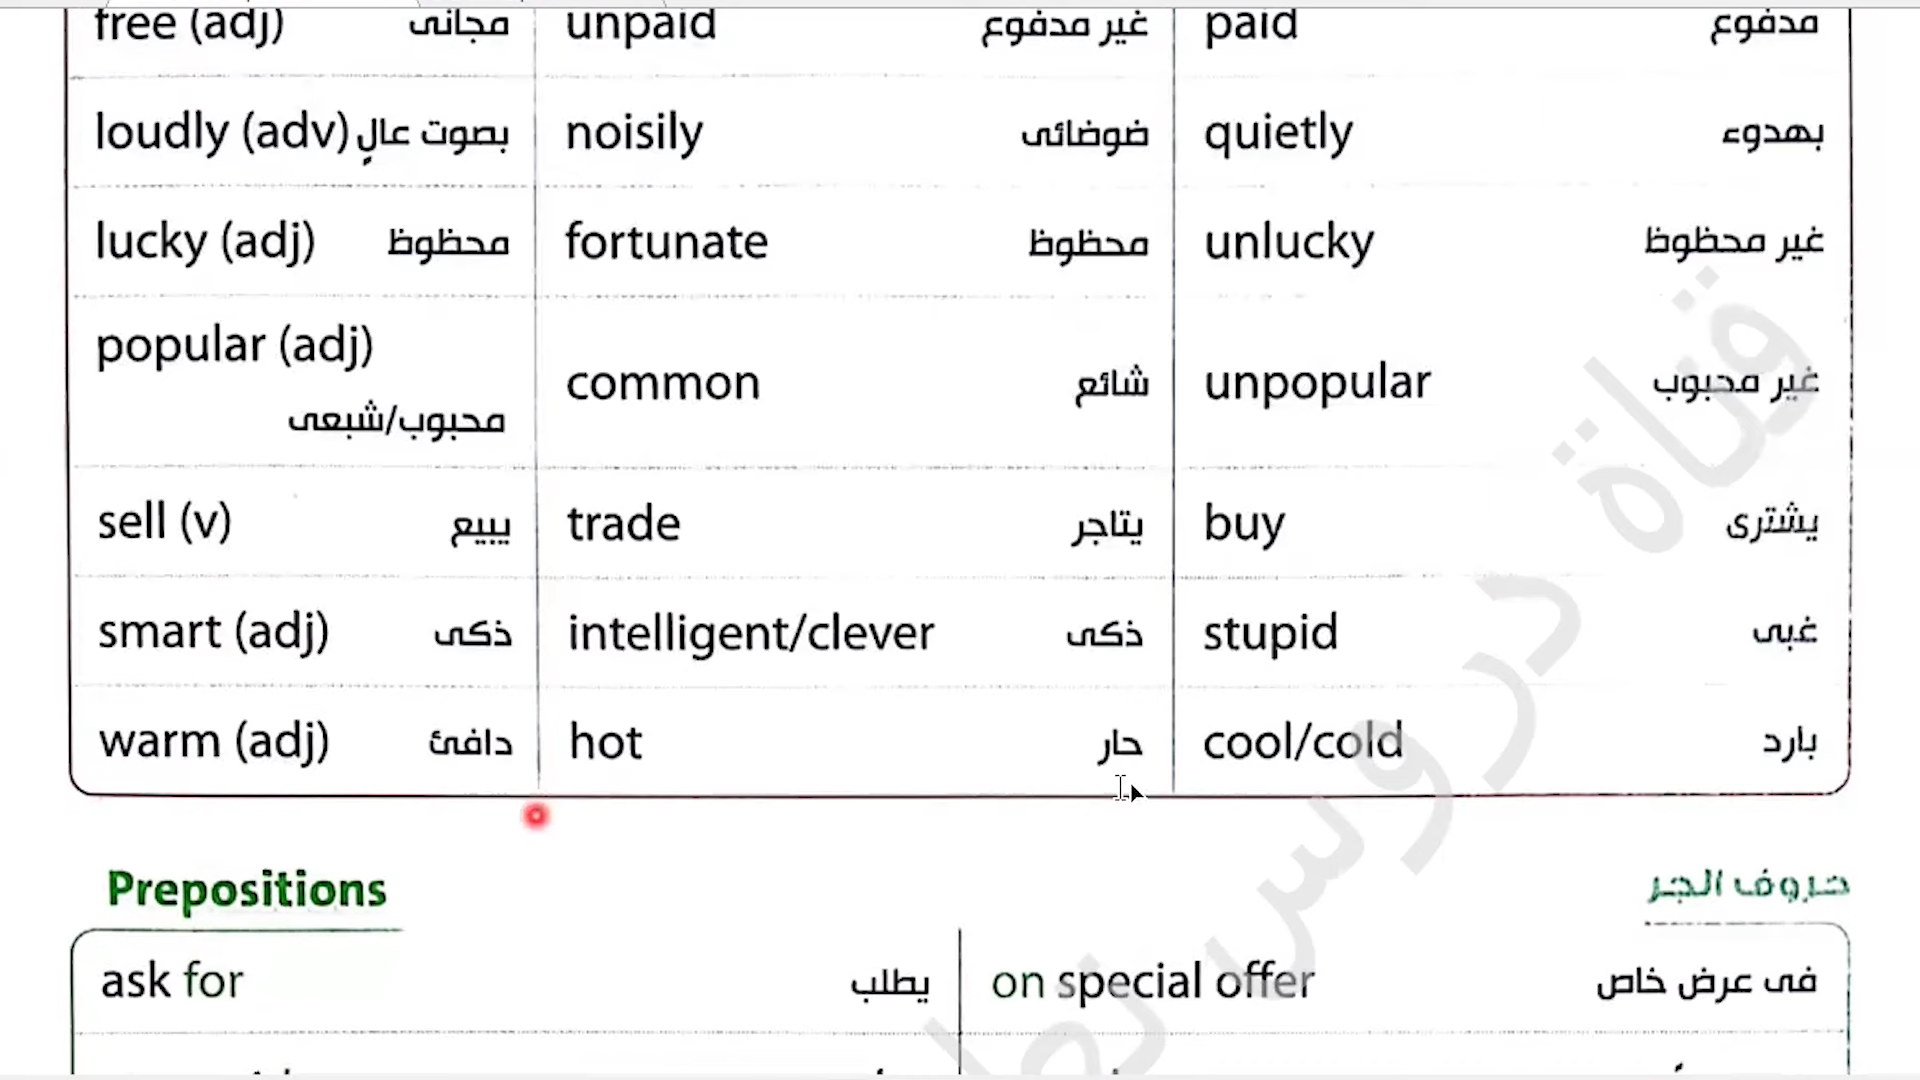 free (adj) مجانى unpaid غير مدفوع paid مدفوع
loudly (adv) بصوت عالٍ noisily ضوضائى quietly بهدوء
lucky (adj) محظوظ fortunate محظوظ unlucky غير محظوظ
popular (adj)
محبوب/شبعى common شائع unpopular غير محبوب
sell (v) يبيع trade يتاجر buy يشترى
smart (adj) ذكى intelligent/clever ذكى stupid غبى
warm (adj) دافئ hot حار cool/cold بارد
Prepositions حروف الجر
ask for يطلب on special offer فى عرض خاص
قناة دروس